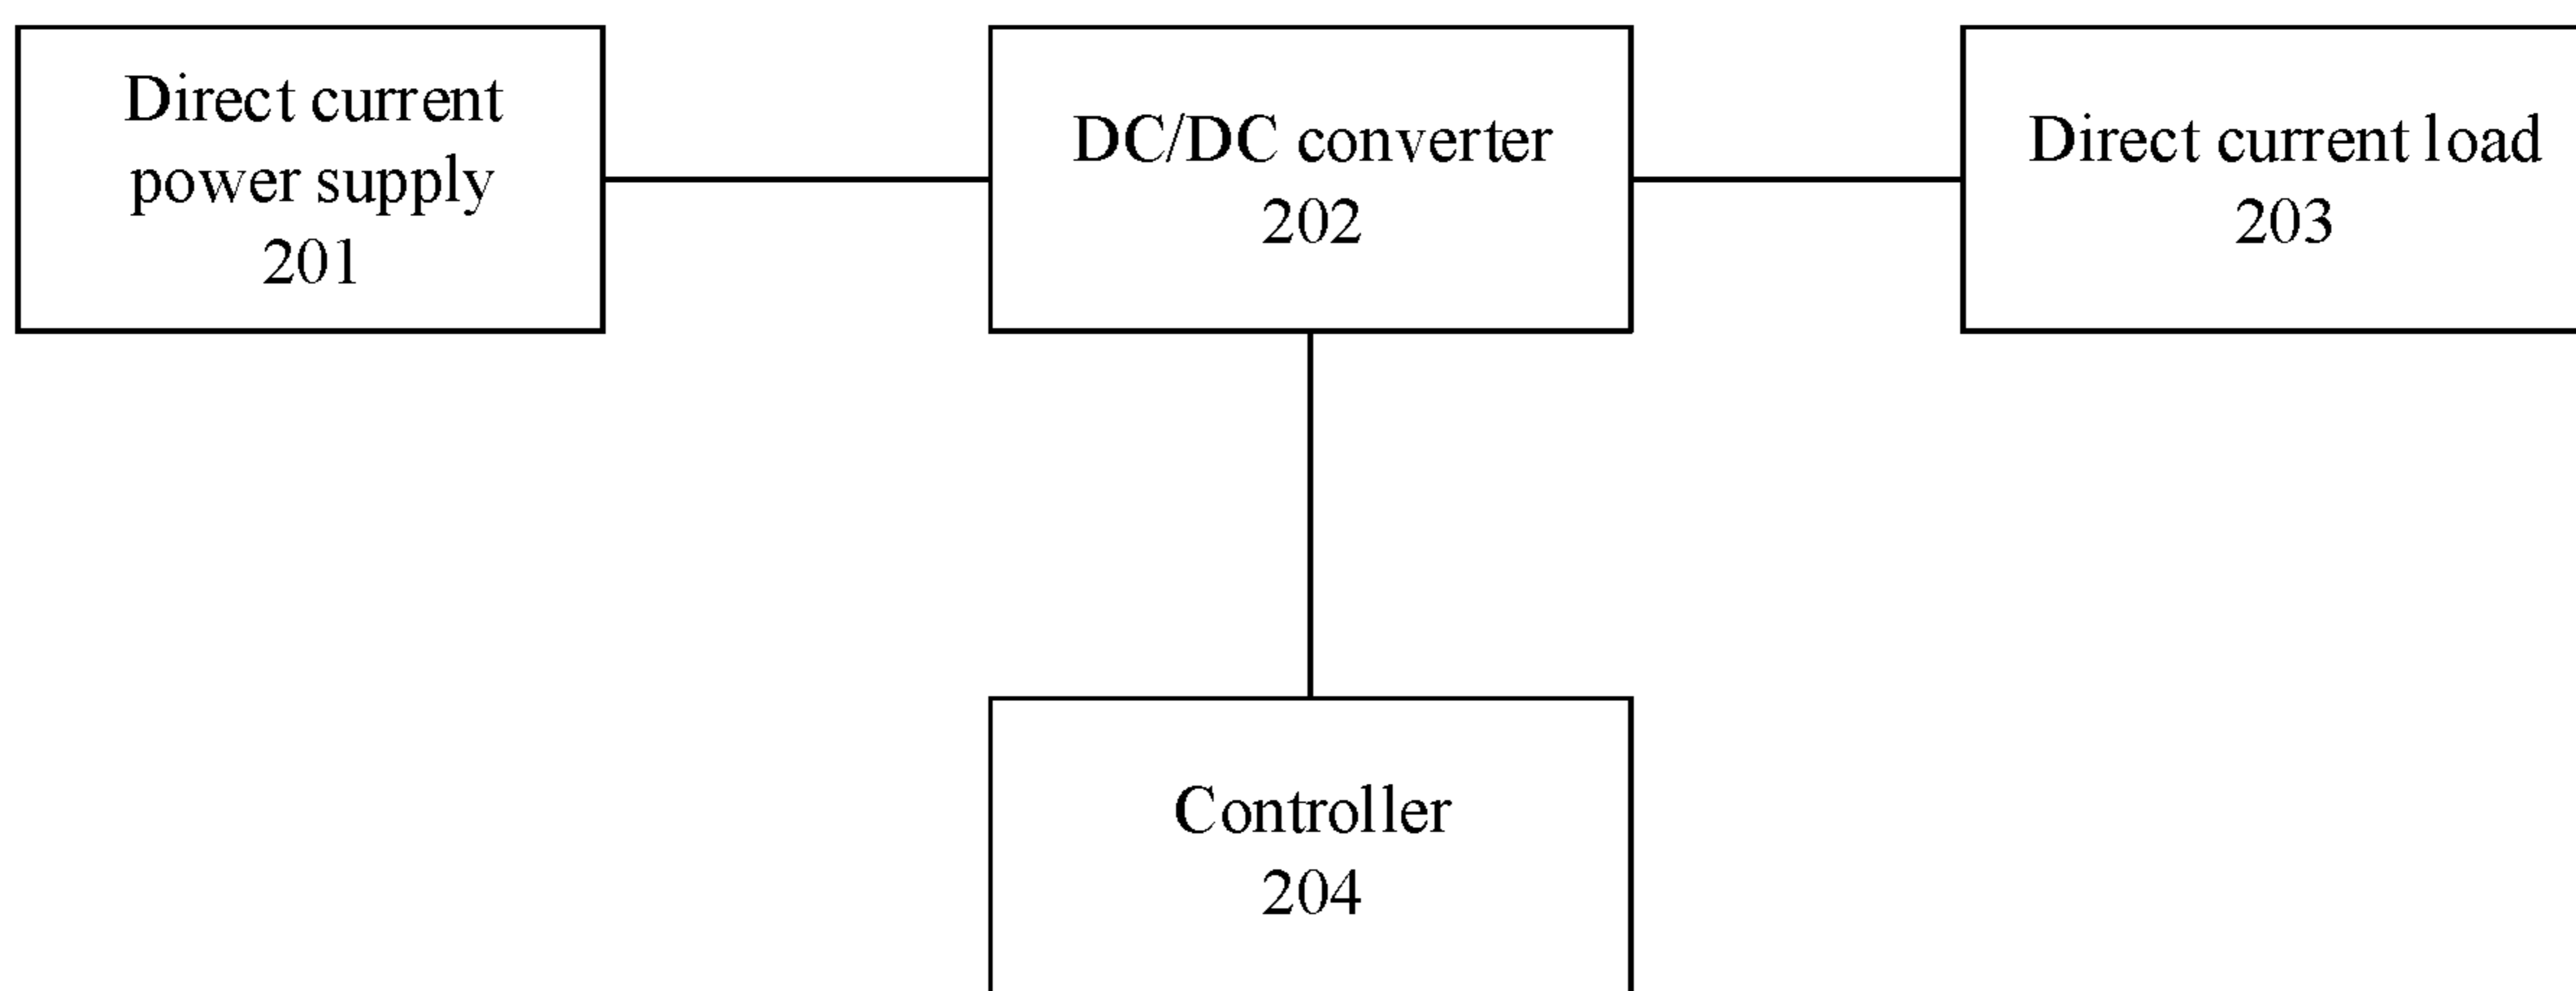 Direct current
power supply
201
DC/DC converter
202
Direct current load
203
Controller
204